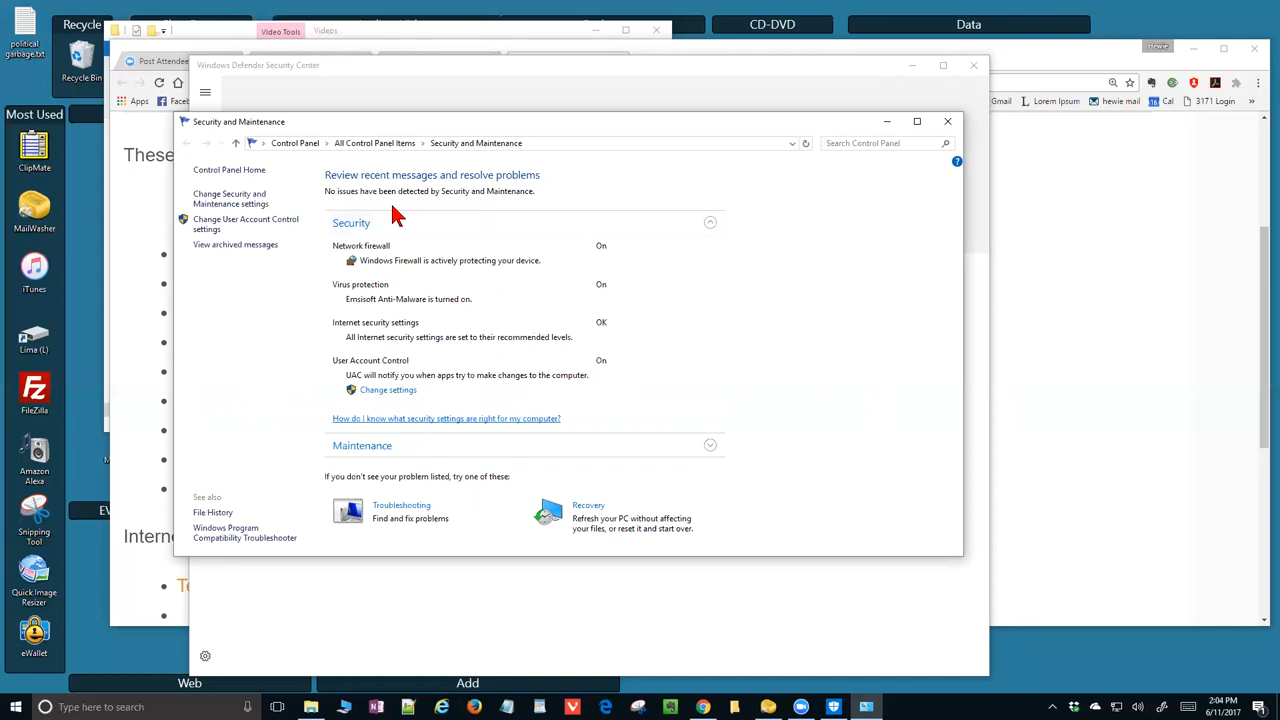 Recycle
CD-DVD
Data
political
garbage.txt
Recycle Bin
Video Tools
Videos
Howie
Post Attendee
Windows Defender Security Center
Apps
Faceb
Gmail
Lorem Ipsum
hewie mail
16 Cal
3171 Login
Most Used
ClipMate
MailWasher
iTunes
Lima (L)
FileZilla
Amazon
Alexa
Snipping
Tool
Quick Image
Resizer
eWallet
These
Intern
Security and Maintenance
Control Panel
All Control Panel Items
Security and Maintenance
Search Control Panel
Control Panel Home
Change Security and
Maintenance settings
Change User Account Control
settings
View archived messages
See also
File History
Windows Program
Compatibility Troubleshooter
Review recent messages and resolve problems
No issues have been detected by Security and Maintenance.
Security
Network firewall On
Windows Firewall is actively protecting your device.
Virus protection On
Emsisoft Anti-Malware is turned on.
Internet security settings OK
All Internet security settings are set to their recommended levels.
User Account Control On
UAC will notify you when apps try to make changes to the computer.
Change settings
How do I know what security settings are right for my computer?
Maintenance
If you don't see your problem listed, try one of these:
Troubleshooting
Find and fix problems
Recovery
Refresh your PC without affecting
your files, or reset it and start over.
Web
Add
Type here to search
2:04 PM
6/11/2017